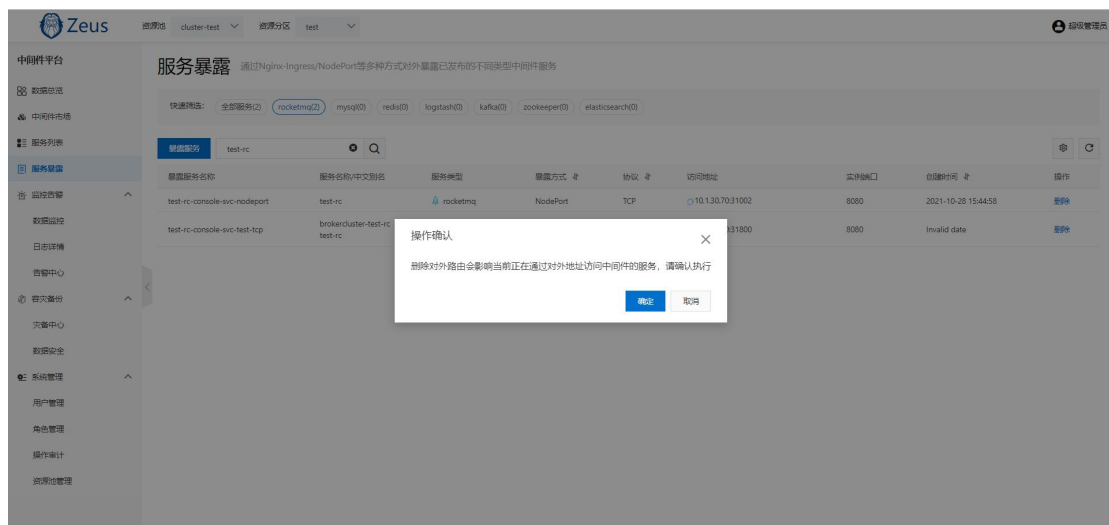 Zeus
资源池 cluster-test 资源分区 test
超级管理员
中间件平台
数据总览
中间件市场
服务列表
服务暴露
监控告警
数据监控
日志详情
告警中心
容灾备份
灾备中心
数据安全
系统管理
用户管理
角色管理
操作审计
资源池管理
服务暴露 通过Nginx-Ingress/NodePort等多种方式对外暴露已发布的不同类型中间件服务
快速筛选: 全部服务(2) rocketmq(2) mysql(0) redis(0) logstash(0) kafka(0) zookeeper(0) elasticsearch(0)
暴露服务 test-rc
暴露服务名称 服务名称/中文别名 服务类型 暴露方式 协议 访问地址 实例端口 创建时间 操作
test-rc-console-svc-nodeport test-rc rocketmq NodePort TCP 10.1.30.70:31002 8080 2021-10-28 15:44:58 删除
test-rc-console-svc-test-tcp brokercluster-test-rc :31800 8080 Invalid date 删除
test-rc
操作确认
删除对外路由会影响当前正在通过对外地址访问中间件的服务，请确认执行
确定 取消